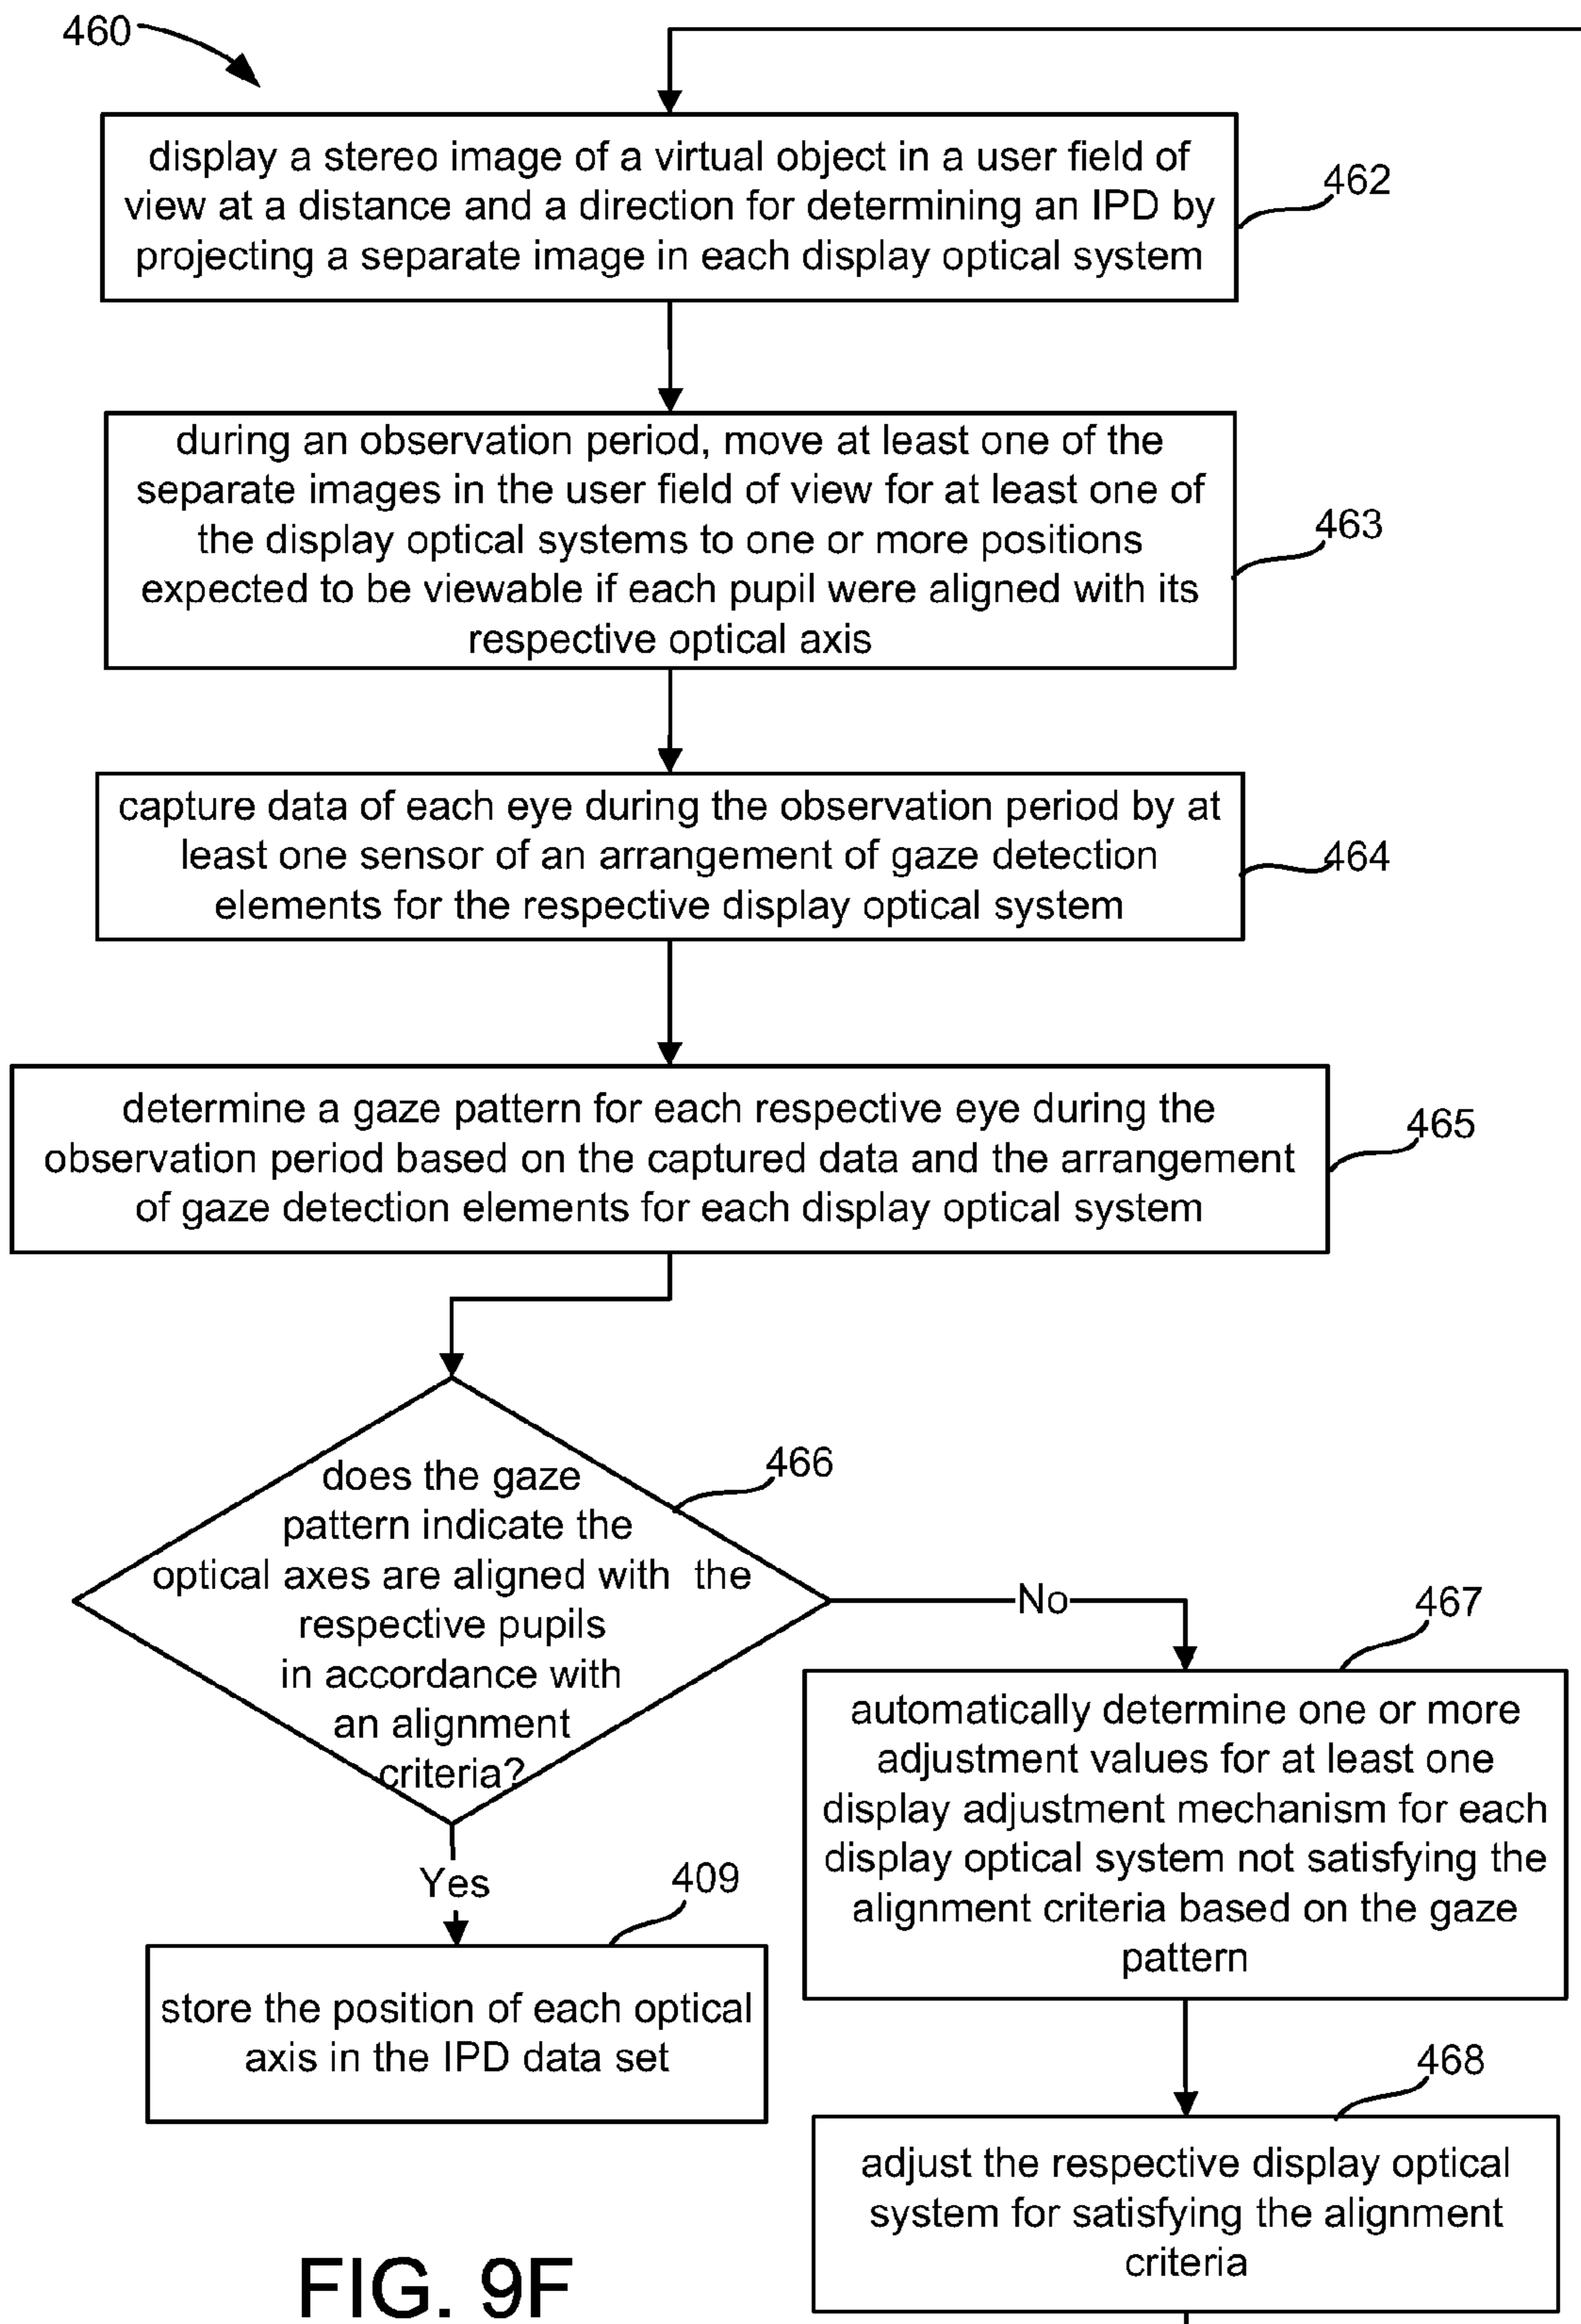 460
display a stereo image of a virtual object in a user field of
view at a distance and a direction for determining an IPD by
projecting a separate image in each display optical system
462
during an observation period, move at least one of the
separate images in the user field of view for at least one of
the display optical systems to one or more positions
expected to be viewable if each pupil were aligned with its
respective optical axis
463
capture data of each eye during the observation period by at
least one sensor of an arrangement of gaze detection
elements for the respective display optical system
464
determine a gaze pattern for each respective eye during the
observation period based on the captured data and the arrangement
of gaze detection elements for each display optical system
465
does the gaze
pattern indicate the
optical axes are aligned with the
respective pupils
in accordance with
an alignment
criteria?
466
No
467
automatically determine one or more
adjustment values for at least one
display adjustment mechanism for each
display optical system not satisfying the
alignment criteria based on the gaze
pattern
Yes
409
store the position of each optical
axis in the IPD data set
468
adjust the respective display optical
system for satisfying the alignment
criteria
FIG. 9F